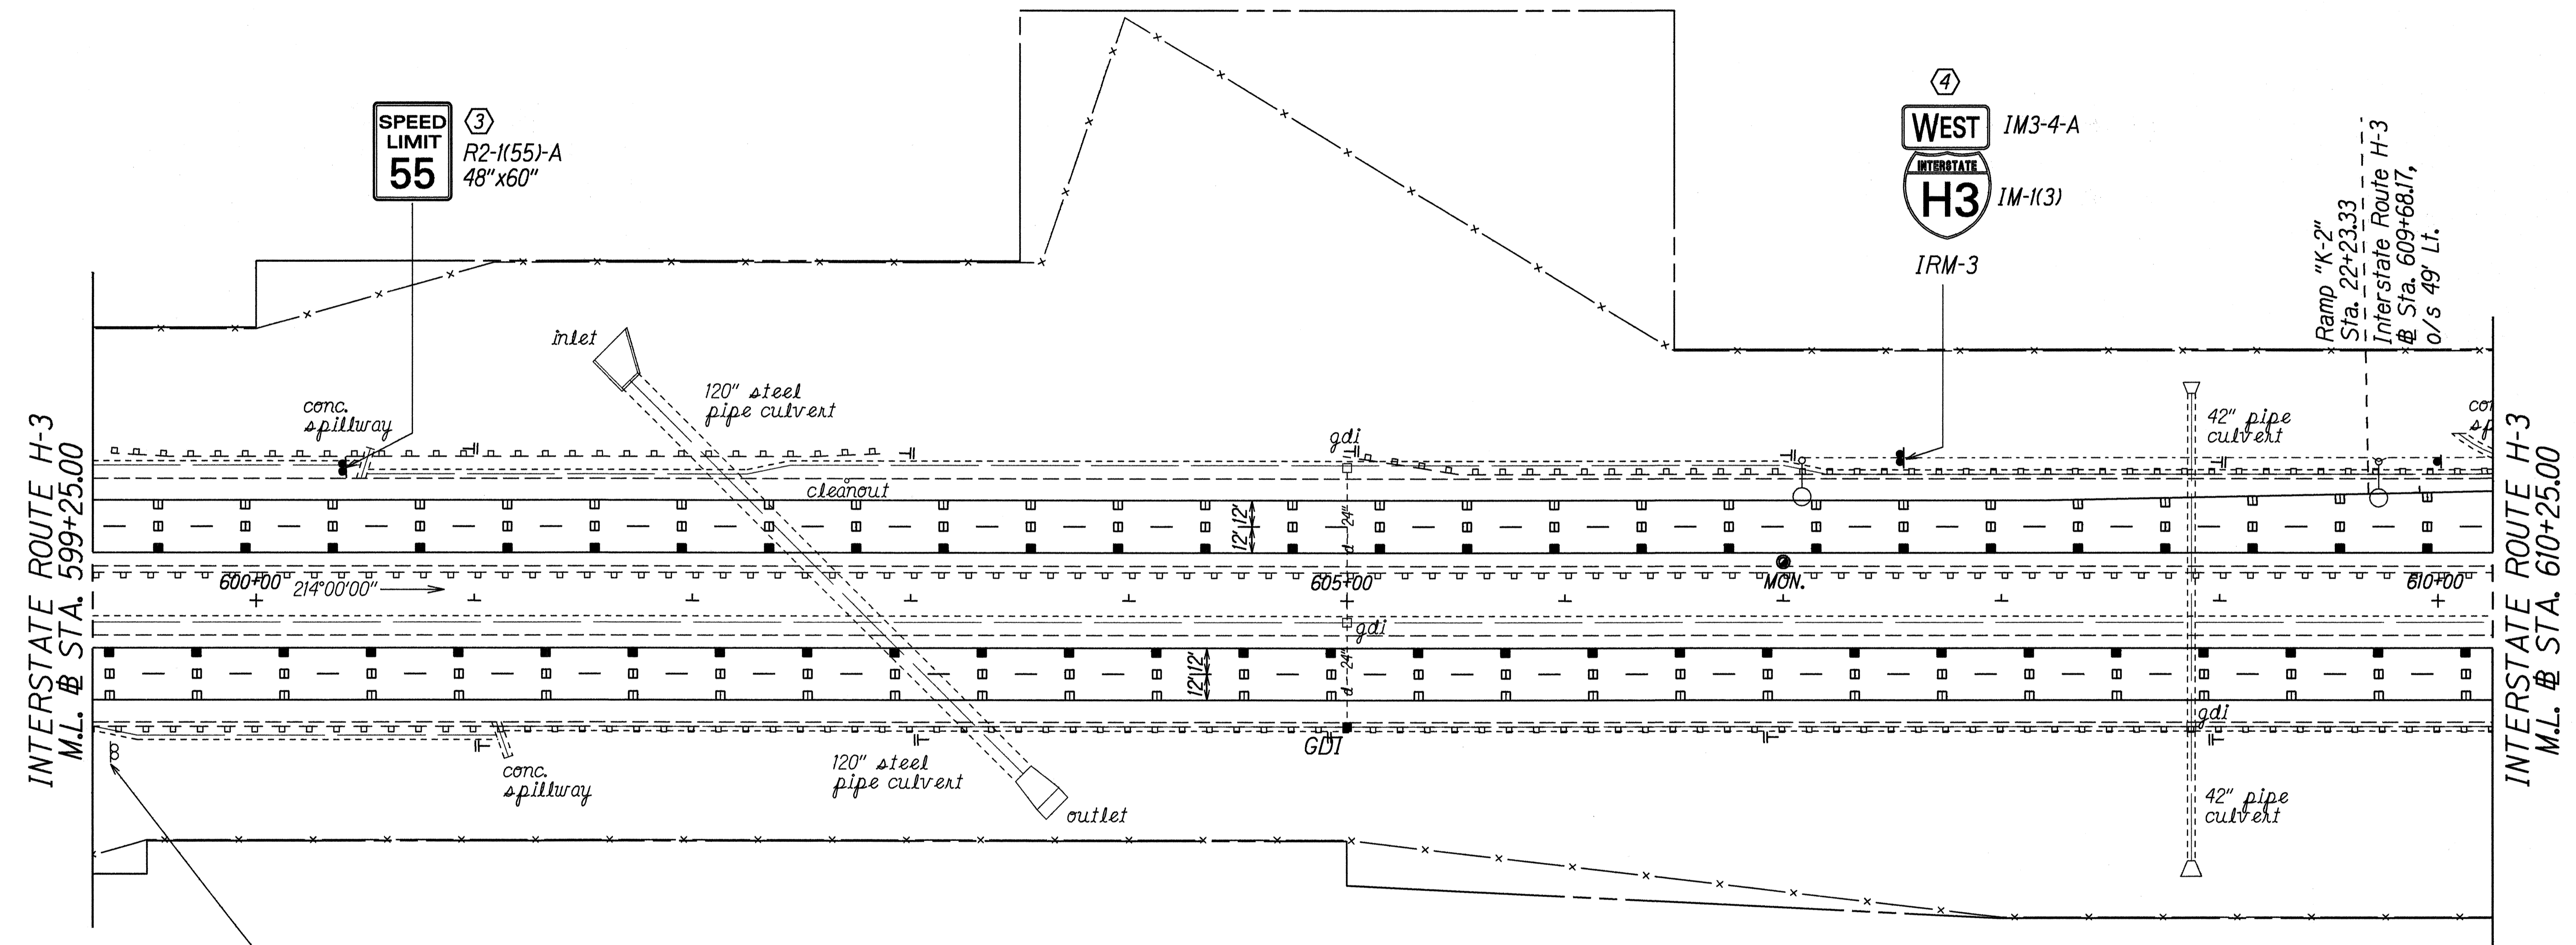 SPEED
LIMIT
55
3
R2-1(55)-A
48"x60"
4
WEST
IM3-4-A
INTERSTATE
H3
IM-1(3)
IRM-3
Ramp "K-2"
Sta. 22+23.33
Interstate Route H-3
℄ Sta. 609+68.17,
o/s 49' Lt.
inlet
120" steel
pipe culvert
conc.
spillway
42" pipe
culvert
gdi
cleanout
INTERSTATE ROUTE H-3
M.L. ℄ STA. 599+25.00
INTERSTATE ROUTE H-3
M.L. ℄ STA. 610+25.00
12' 12'
24"
600+00
214°00'00"
605+00
MON.
610+00
gdi
12' 12'
24"
gdi
GDI
conc.
spillway
120" steel
pipe culvert
outlet
42" pipe
culvert